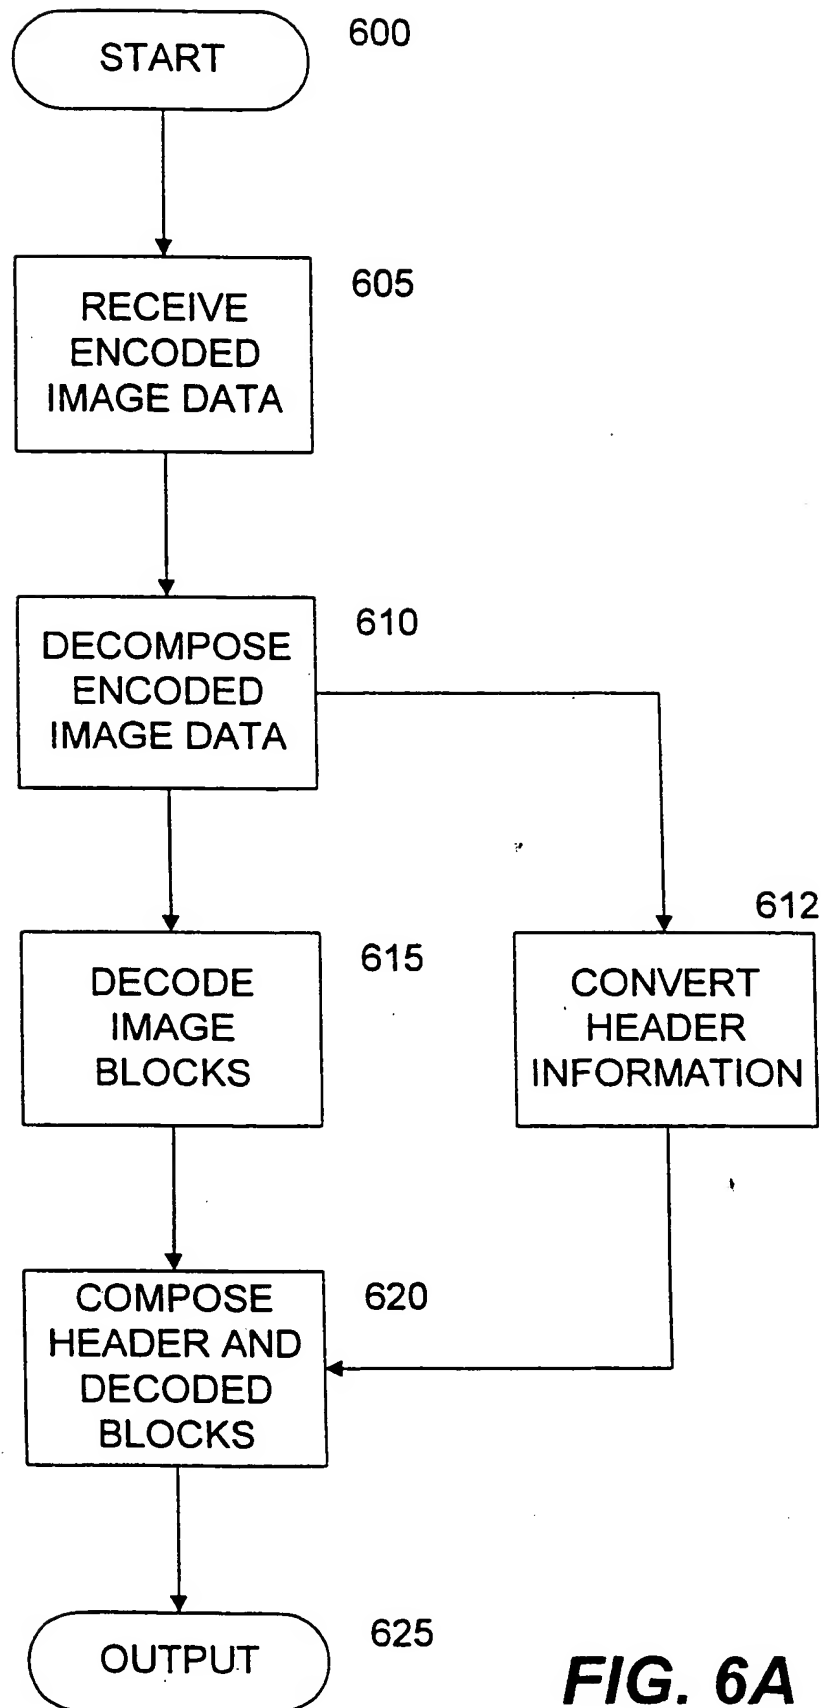 START
600
RECEIVE
ENCODED
IMAGE DATA
605
DECOMPOSE
ENCODED
IMAGE DATA
610
DECODE
IMAGE
BLOCKS
615
CONVERT
HEADER
INFORMATION
612
COMPOSE
HEADER AND
DECODED
BLOCKS
620
OUTPUT
625
FIG. 6A